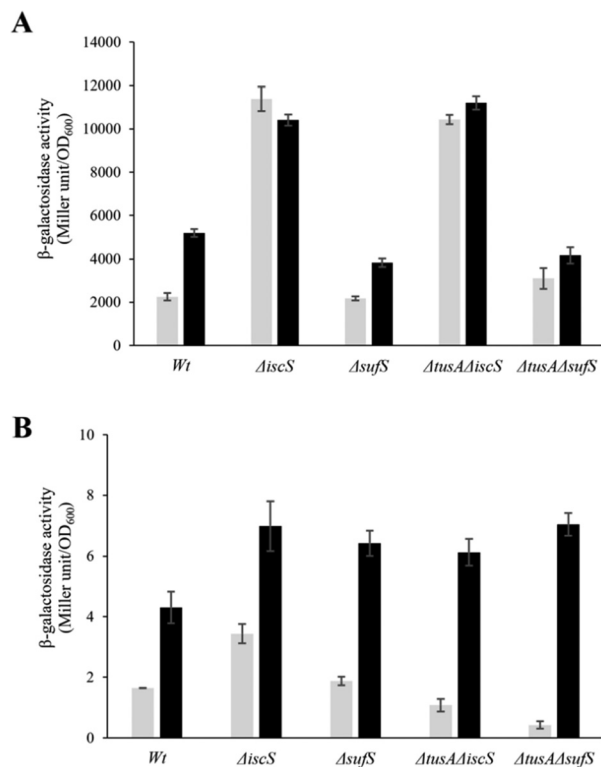 A
β-galactosidase activity
(Miller unit/OD600)
14000
12000
10000
8000
6000
4000
2000
0
Wt
ΔiscS
ΔsufS
ΔtusAΔiscS
ΔtusAΔsufS
B
β-galactosidase activity
(Miller unit/OD600)
10
8
6
4
2
0
Wt
ΔiscS
ΔsufS
ΔtusAΔiscS
ΔtusAΔsufS